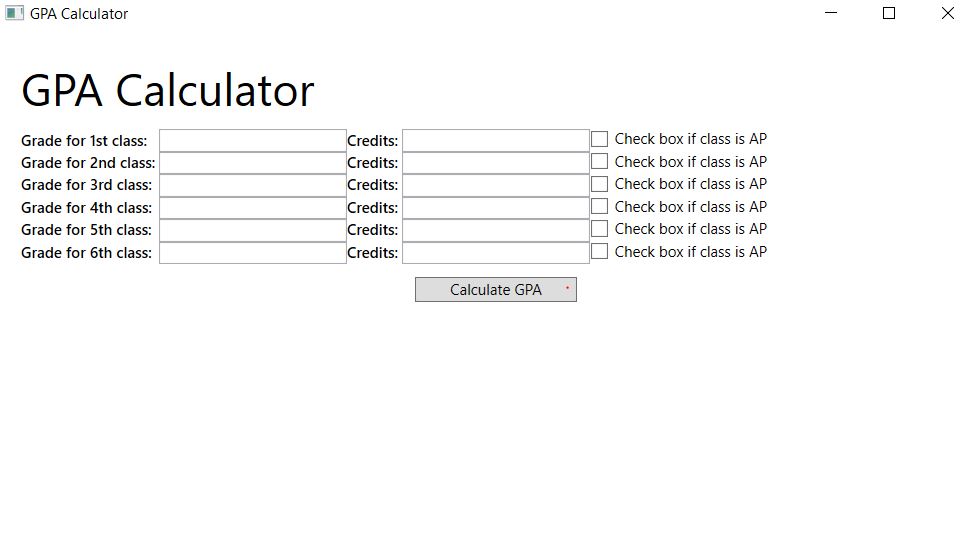 GPA Calculator
GPA Calculator
Grade for 1st class: Credits: Check box if class is AP
Grade for 2nd class: Credits: Check box if class is AP
Grade for 3rd class: Credits: Check box if class is AP
Grade for 4th class: Credits: Check box if class is AP
Grade for 5th class: Credits: Check box if class is AP
Grade for 6th class: Credits: Check box if class is AP
Calculate GPA